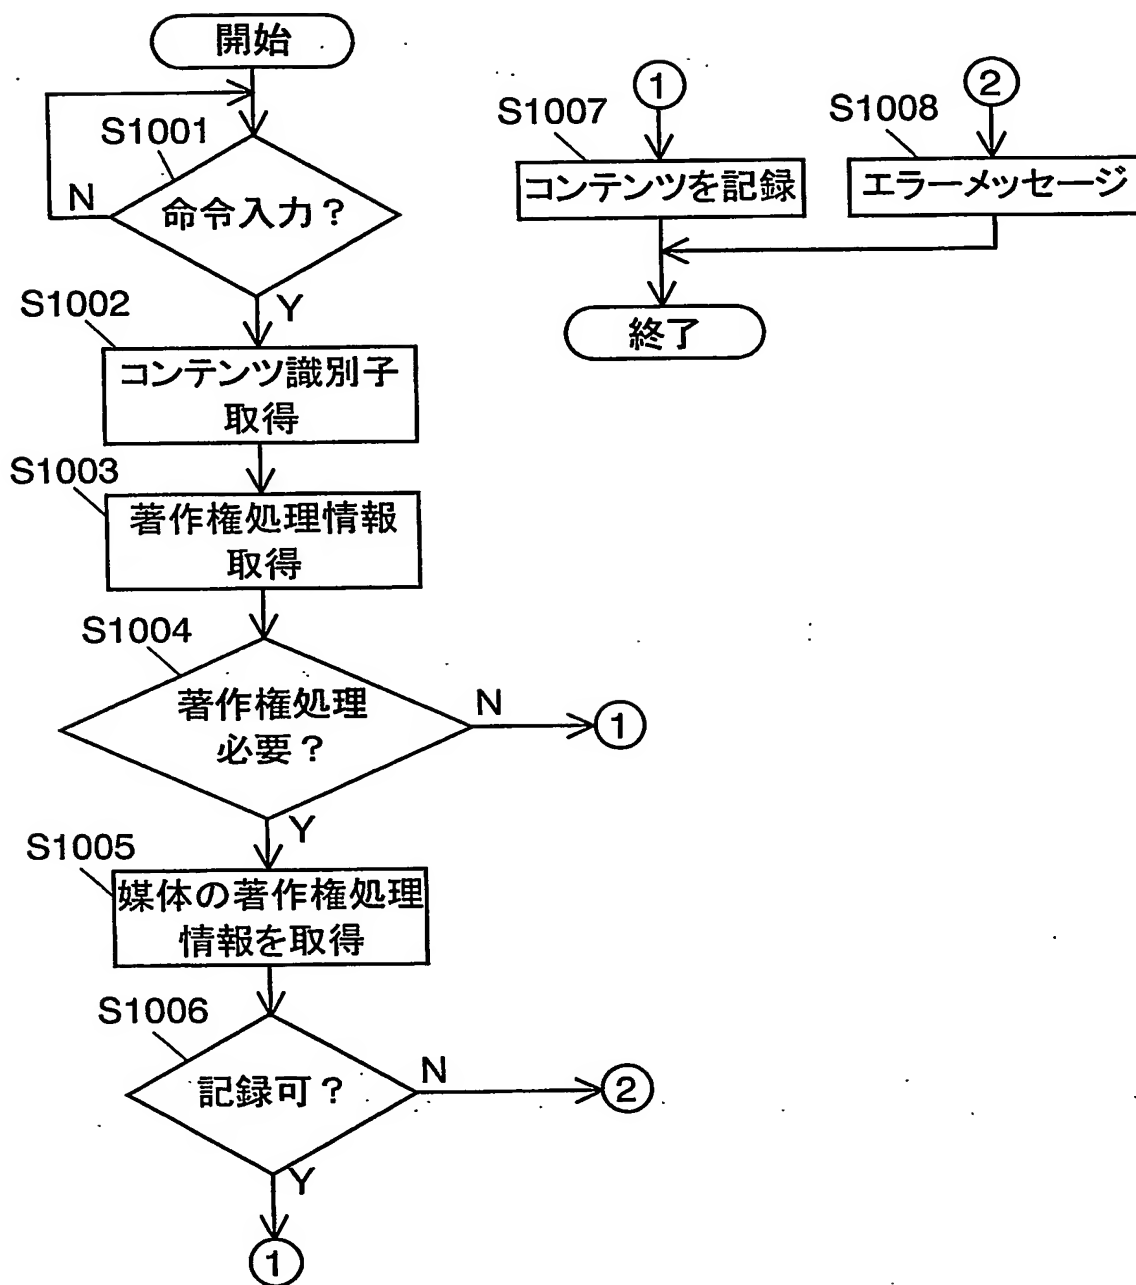 開始
S1001
命令入力？
N
Y
S1002
コンテンツ識別子
取得
S1003
著作権処理情報
取得
S1004
著作権処理
必要？
N
①
Y
S1005
媒体の著作権処理
情報を取得
S1006
記録可？
N
②
Y
①
①
S1007
コンテンツを記録
②
S1008
エラーメッセージ
終了